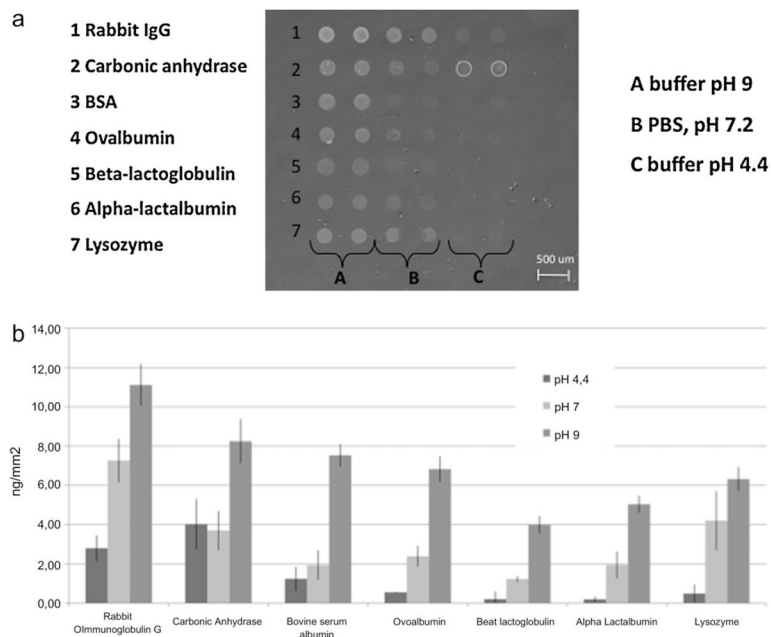 a
1 Rabbit IgG
2 Carbonic anhydrase
3 BSA
4 Ovalbumin
5 Beta-lactoglobulin
6 Alpha-lactalbumin
7 Lysozyme
1
2
3
4
5
6
7
A
B
C
500 um
A buffer pH 9
B PBS, pH 7.2
C buffer pH 4.4
b
ng/mm2
14,00
12,00
10,00
8,00
6,00
4,00
2,00
0,00
pH 4,4
pH 7
pH 9
Rabbit
OImmunoglobulin G
Carbonic Anhydrase
Bovine serum
albumin
Ovoalbumin
Beat lactoglobulin
Alpha Lactalbumin
Lysozyme